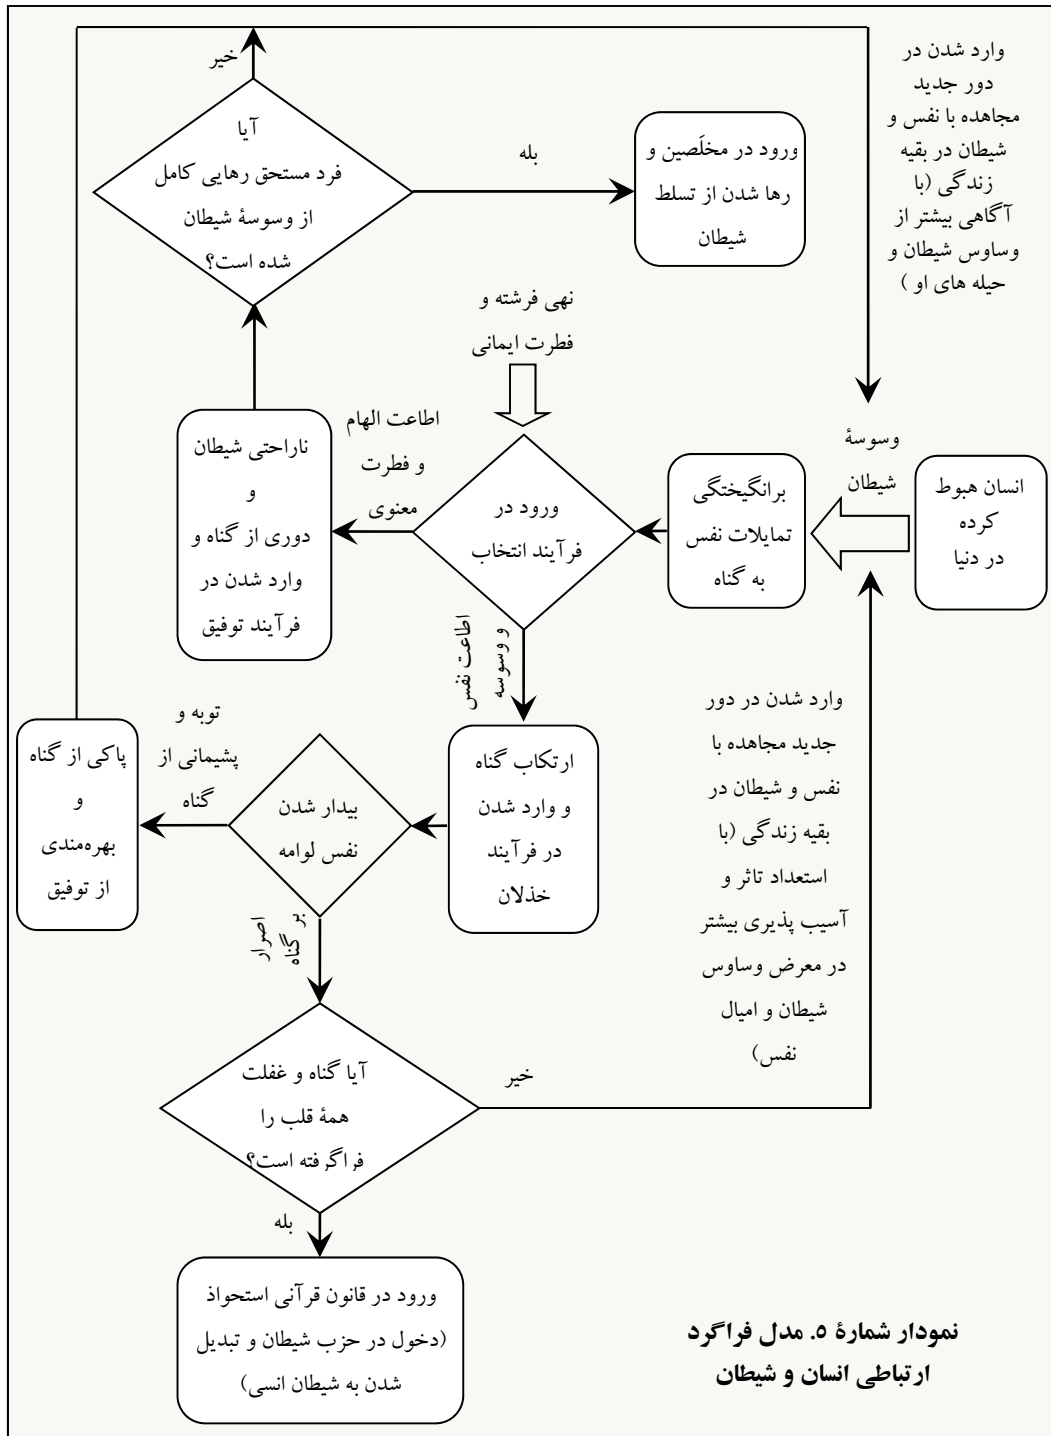 وارد شدن در
دور جدید
مجاهده با نفس و
شیطان در بقیه
زندگی (با
آگاهی بیشتر از
وساوس شیطان و
حیله های او )
خیر
آیا
فرد مستحق رهایی کامل
از وسوسهٔ شیطان
شده است؟
بله
ورود در مخلَصین و
رها شدن از تسلط
شیطان
نهی فرشته و
فطرت ایمانی
انسان هبوط
کرده
در دنیا
وسوسهٔ
شیطان
برانگیختگی
تمایلات نفس
به گناه
ورود در
فرآیند انتخاب
اطاعت الهام
و فطرت
معنوی
ناراحتی شیطان
و
دوری از گناه و
وارد شدن در
فرآیند توفیق
اطاعت نفس
و وسوسه
ارتکاب گناه
و وارد شدن
در فرآیند
خذلان
بیدار شدن
نفس لوامه
توبه و
پشیمانی از
گناه
پاکی از گناه
و
بهره‌مندی
از توفیق
اصرار
بر گناه
وارد شدن در دور
جدید مجاهده با
نفس و شیطان در
بقیه زندگی (با
استعداد تاثر و
آسیب پذیری بیشتر
در معرض وساوس
شیطان و امیال
نفس)
آیا گناه و غفلت
همهٔ قلب را
فراگرفته است؟
خیر
بله
ورود در قانون قرآنی استحواذ
(دخول در حزب شیطان و تبدیل
شدن به شیطان انسی)
نمودار شمارهٔ ۵. مدل فراگرد
ارتباطی انسان و شیطان